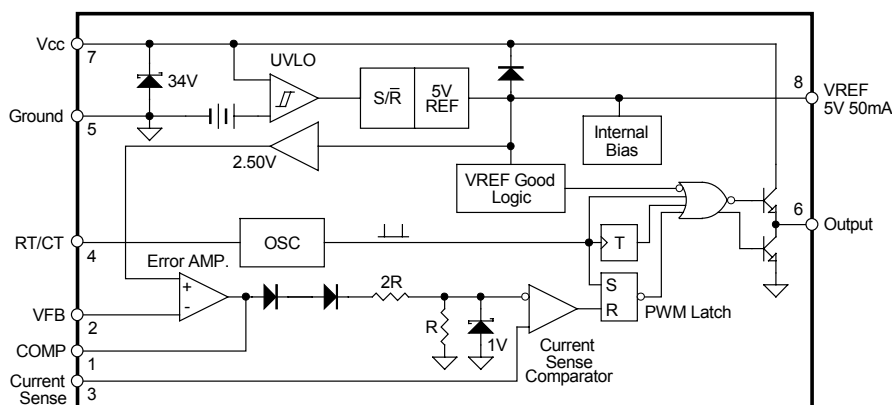 Vcc
7
UVLO
34V
S/R̅
5V
REF
8
VREF
5V 50mA
Ground
5
Internal
Bias
2.50V
VREF Good
Logic
6
Output
RT/CT
4
OSC
T
Error AMP.
+
-
2R
S
R
PWM Latch
VFB
2
R
1V
COMP
1
Current
Sense
Comparator
Current
Sense
3